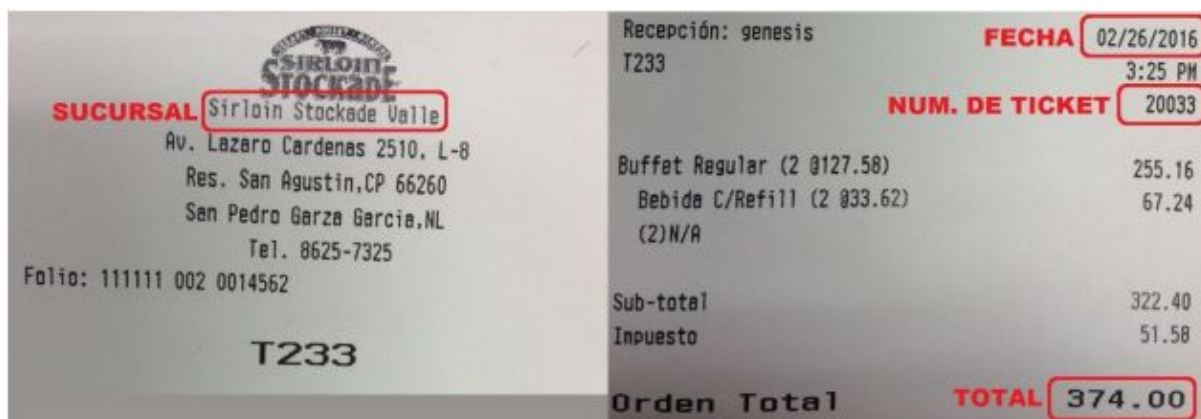 SIRLOIN
STOCKADE
SUCURSAL Sirloin Stockade Valle
Av. Lazaro Cardenas 2510, L-8
Res. San Agustin,CP 66260
San Pedro Garza Garcia,NL
Tel. 8625-7325
Folio: 111111 002 0014562
T233
Recepción: genesis FECHA 02/26/2016
T233 3:25 PM
NUM. DE TICKET 20033
Buffet Regular (2 @127.58) 255.16
Bebida C/Refill (2 @33.62) 67.24
(2)N/A
Sub-total 322.40
Inpuesto 51.58
Orden Total TOTAL 374.00